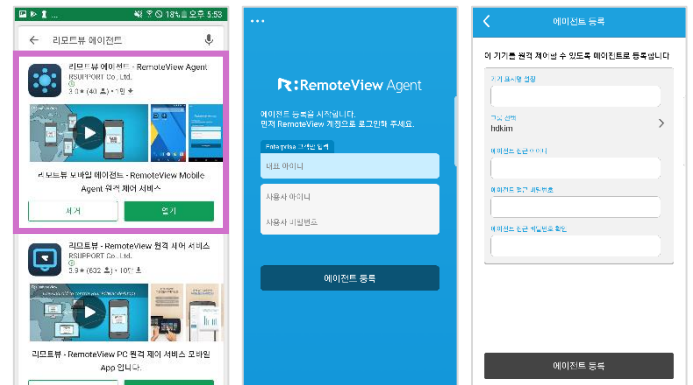 18% 오후 5:53
리모트뷰 에이전트
리모트뷰 에이전트 - RemoteView Agent
RSUPPORT Co., Ltd.
리모트뷰 모바일 에이전트 - RemoteView Mobile
Agent 원격 제어 서비스
제거
열기
리모트뷰 - RemoteView 원격 제어 서비스
RSUPPORT Co., Ltd.
리모트뷰 - RemoteView PC 원격 제어 서비스 모바일
App 입니다.
RemoteView Agent
에이전트 등록을 시작합니다.
먼저 RemoteView 계정으로 로그인해 주세요.
대표 아이디
사용자 아이디
사용자 비밀번호
에이전트 등록
에이전트 등록
이 기기를 원격 제어할 수 있도록 에이전트로 등록합니다
기기 표시명 설정
그룹 선택
hdkim
에이전트 접근 아이디
에이전트 접근 비밀번호
에이전트 접근 비밀번호 확인
에이전트 등록